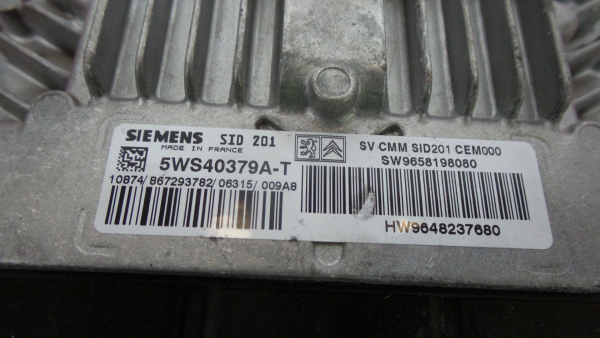 SIEMENS SID 201
MADE IN FRANCE
5WS40379A-T
10874/867293782/06315/009A8
SV CMM SID201 CEM000
SW9658198080
HW9648237680